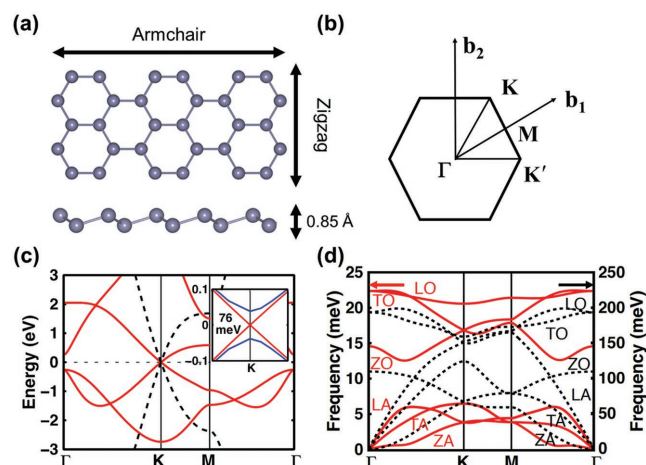 (a)
Armchair
Zigzag
0.85 Å
(b)
b₂
K
b₁
M
Γ
K′
(c)
3
2
1
0
−1
−2
−3
Energy (eV)
Γ
K
M
Γ
0.1
0
−0.1
76
meV
K
(d)
25
20
15
10
5
0
Frequency (meV)
250
200
150
100
50
0
Frequency (meV)
LO
TO
ZO
LA
TA
ZA
LO
TO
ZO
LA
TA
ZA
Γ
K
M
Γ